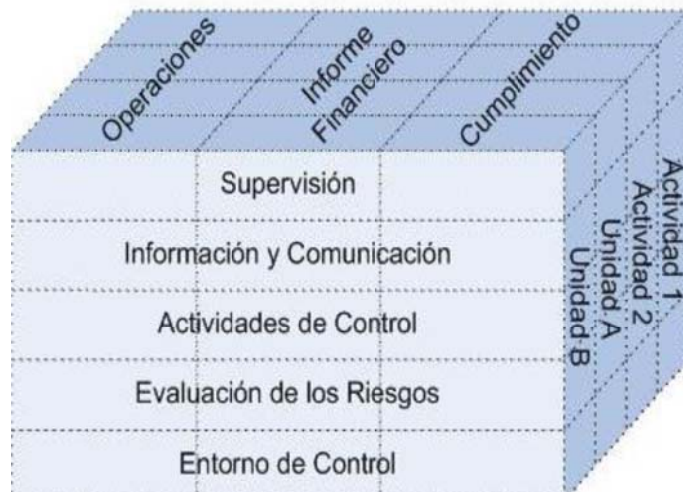 Operaciones
Informe
Financiero
Cumplimiento
Supervisión
Información y Comunicación
Actividades de Control
Evaluación de los Riesgos
Entorno de Control
Unidad B
Unidad A
Actividad 2
Actividad 1